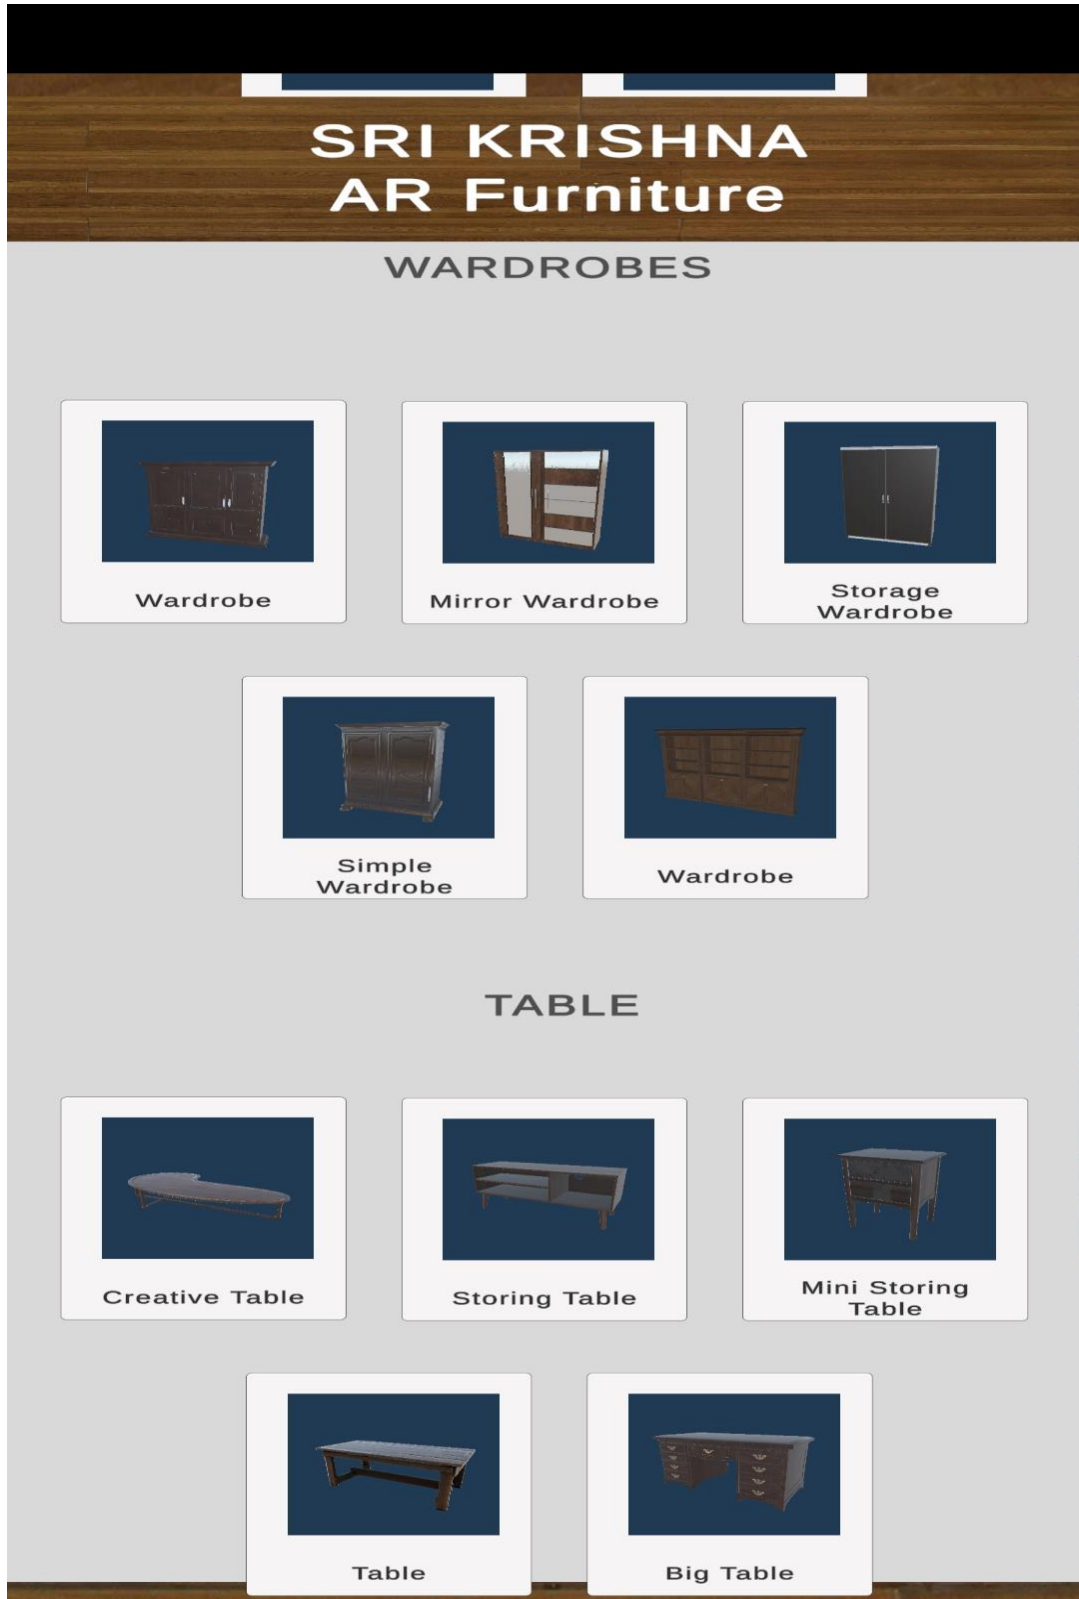 SRI KRISHNA
AR Furniture
WARDROBES
Wardrobe
Mirror Wardrobe
Storage
Wardrobe
Simple
Wardrobe
Wardrobe
TABLE
Creative Table
Storing Table
Mini Storing
Table
Table
Big Table